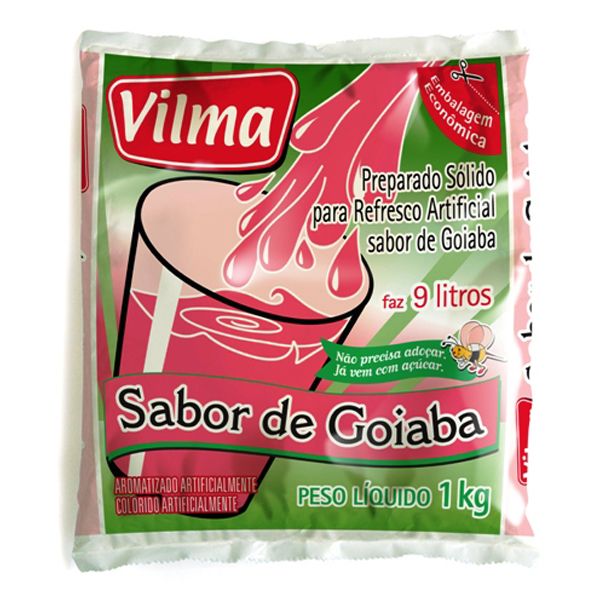 Vilma
Embalagem
Econômica
Preparado Sólido
para Refresco Artificial
sabor de Goiaba
faz 9 litros
Não precisa adoçar.
Já vem com açúcar.
Sabor de Goiaba
AROMATIZADO ARTIFICIALMENTE
COLORIDO ARTIFICIALMENTE
PESO LÍQUIDO 1 kg